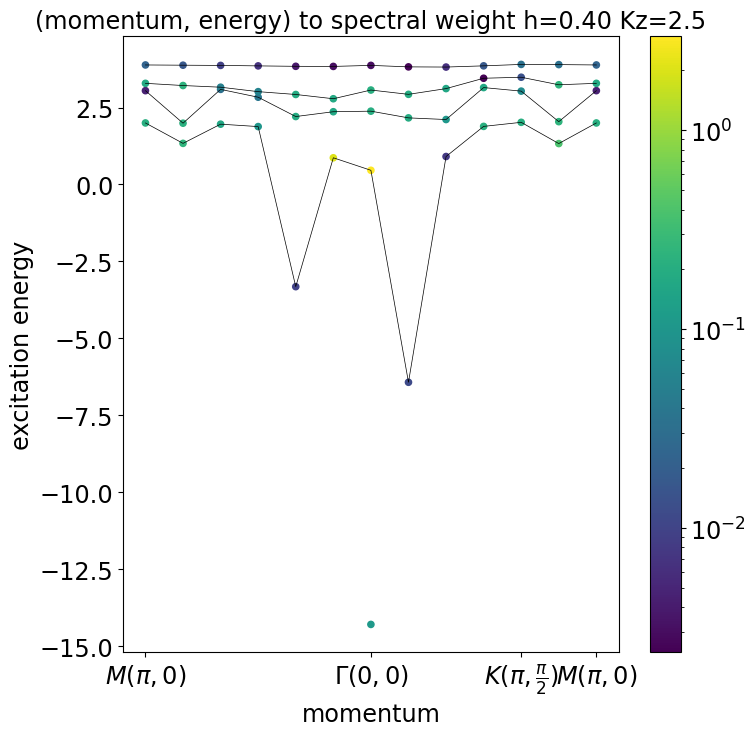 (momentum, energy) to spectral weight h=0.40 Kz=2.5
excitation energy
2.5
0.0
−2.5
−5.0
−7.5
−10.0
−12.5
−15.0
M(π, 0)
Γ(0, 0)
K(π, π/2)
M(π, 0)
momentum
10⁰
10⁻¹
10⁻²